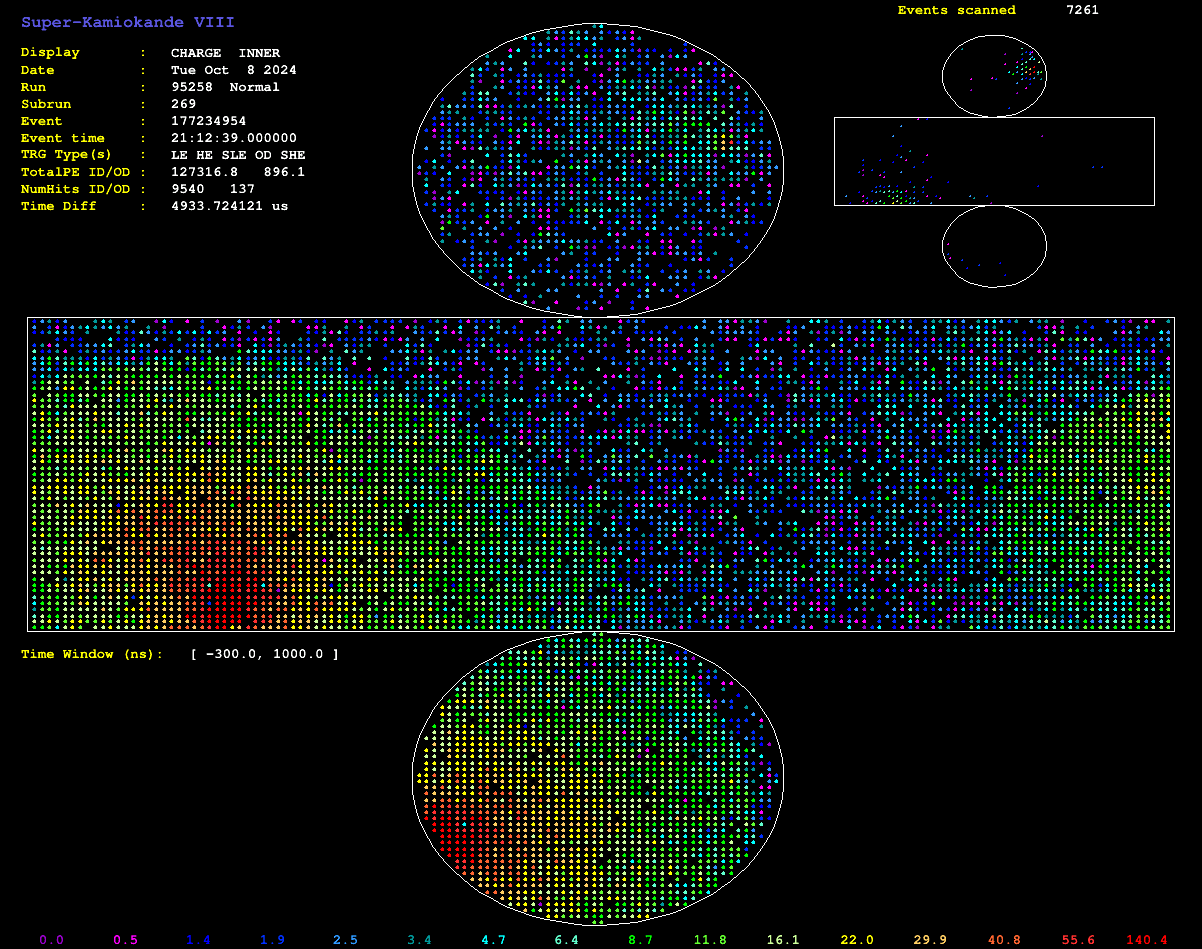 Super-Kamiokande VIII
Events scanned 7261
Display : CHARGE INNER
Date : Tue Oct 8 2024
Run : 95258 Normal
Subrun : 269
Event : 177234954
Event time : 21:12:39.000000
TRG Type(s) : LE HE SLE OD SHE
TotalPE ID/OD : 127316.8 896.1
NumHits ID/OD : 9540 137
Time Diff : 4933.724121 us
Time Window (ns): [ -300.0, 1000.0 ]
0.0 0.5 1.4 1.9 2.5 3.4 4.7 6.4 8.7 11.8 16.1 22.0 29.9 40.8 55.6 140.4